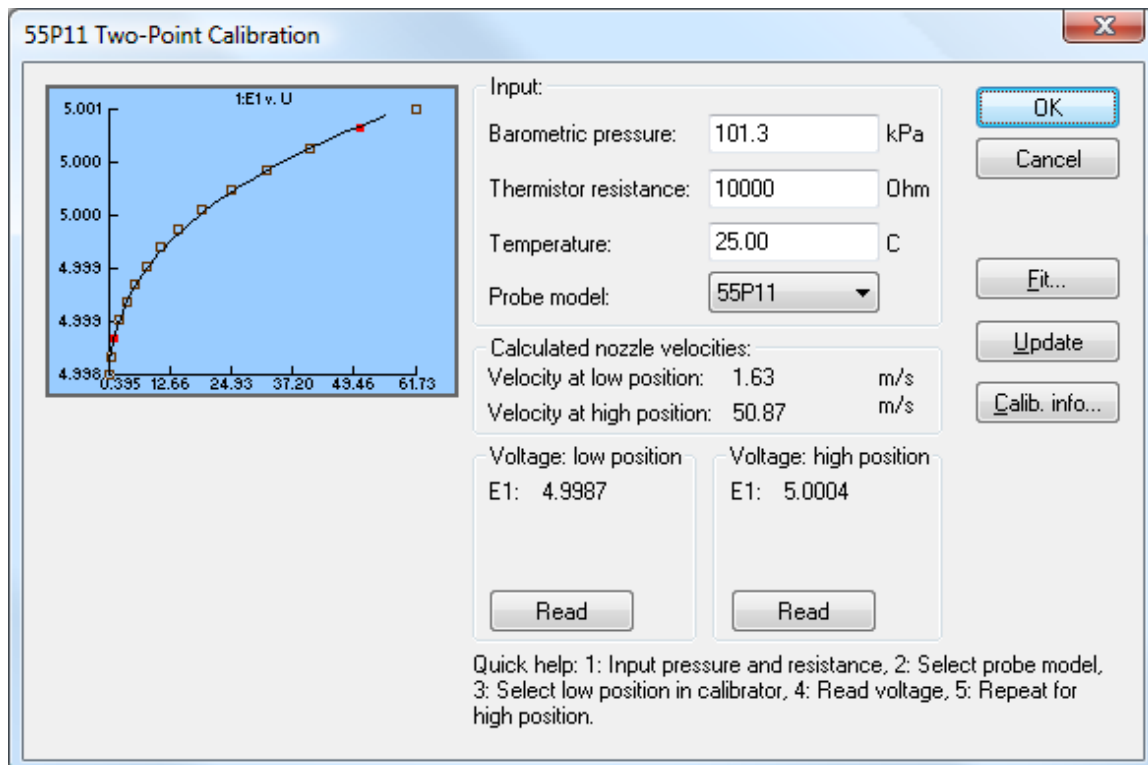 55P11 Two-Point Calibration
1:E1 v. U
5.001
5.000
5.000
4.999
4.999
4.998
0.395 12.66 24.93 37.20 49.46 61.73
Input:
Barometric pressure: 101.3 kPa
Thermistor resistance: 10000 Ohm
Temperature: 25.00 C
Probe model: 55P11
Calculated nozzle velocities:
Velocity at low position: 1.63 m/s
Velocity at high position: 50.87 m/s
Voltage: low position
E1: 4.9987
Read
Voltage: high position
E1: 5.0004
Read
Quick help: 1: Input pressure and resistance, 2: Select probe model,
3: Select low position in calibrator, 4: Read voltage, 5: Repeat for
high position.
OK
Cancel
Fit...
Update
Calib. info...